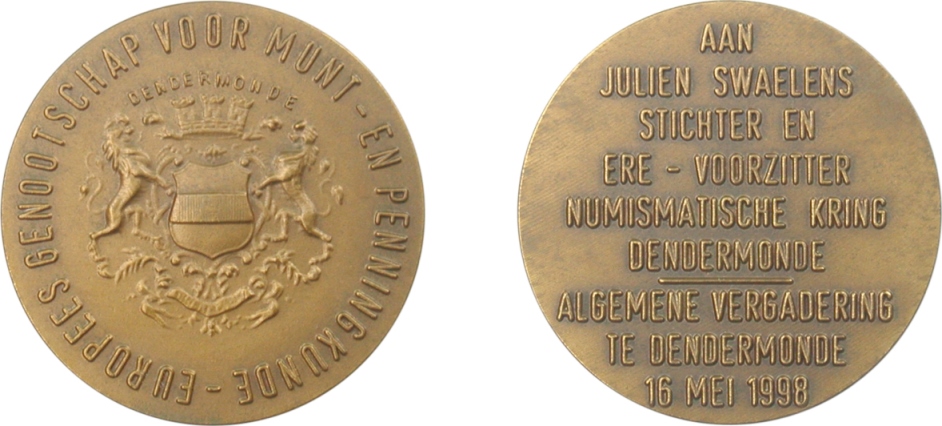 EUROPEES GENOOTSCHAP VOOR MUNT - EN PENNINGKUNDE -
DENDERMONDE
AAN
JULIEN SWAELENS
STICHTER EN
ERE - VOORZITTER
NUMISMATISCHE KRING
DENDERMONDE
ALGEMENE VERGADERING
TE DENDERMONDE
16 MEI 1998